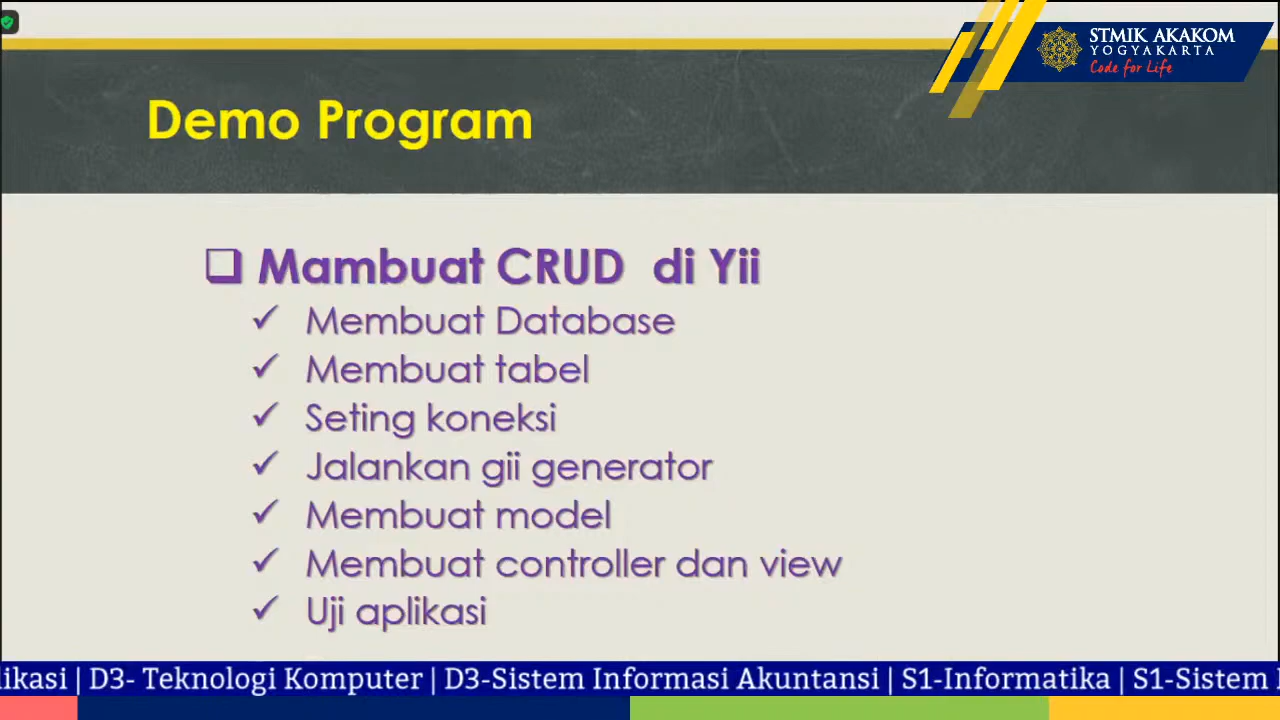 STMIK AKAKOM
YOGYAKARTA
Code for Life
Demo Program
Mambuat CRUD di Yii
Membuat Database
Membuat tabel
Seting koneksi
Jalankan gii generator
Membuat model
Membuat controller dan view
Uji aplikasi
likasi | D3- Teknologi Komputer | D3-Sistem Informasi Akuntansi | S1-Informatika | S1-Sistem